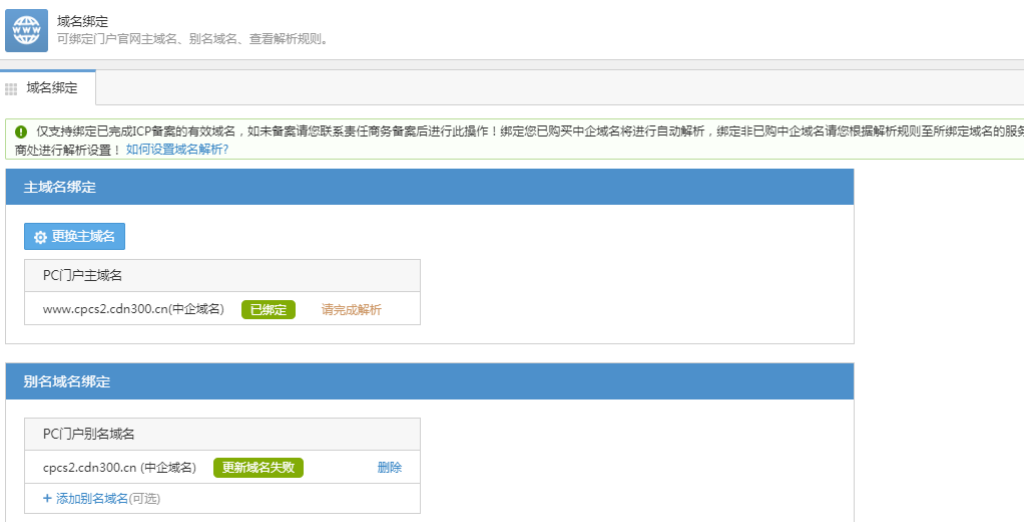 域名绑定
可绑定门户官网主域名、别名域名、查看解析规则。
域名绑定
仅支持绑定已完成ICP备案的有效域名，如未备案请您联系责任商务备案后进行此操作！绑定您已购买中企域名将进行自动解析，绑定非已购中企域名请您根据解析规则至所绑定域名的服务
商处进行解析设置！ 如何设置域名解析?
主域名绑定
更换主域名
PC门户主域名
www.cpcs2.cdn300.cn(中企域名) 已绑定 请完成解析
别名域名绑定
PC门户别名域名
cpcs2.cdn300.cn (中企域名) 更新域名失败 删除
+ 添加别名域名(可选)